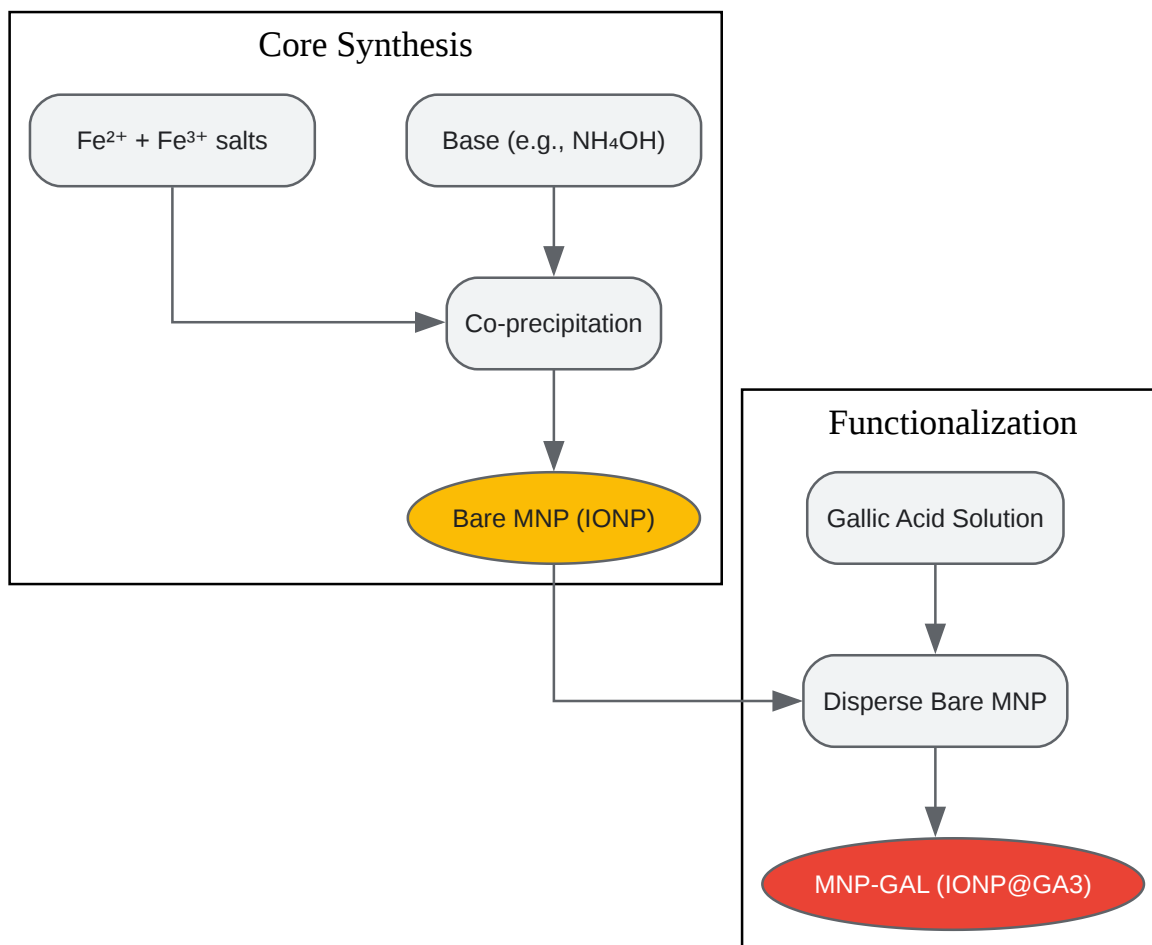 Core Synthesis
Fe²⁺ + Fe³⁺ salts
Base (e.g., NH₄OH)
Co-precipitation
Bare MNP (IONP)
Functionalization
Gallic Acid Solution
Disperse Bare MNP
MNP-GAL (IONP@GA3)